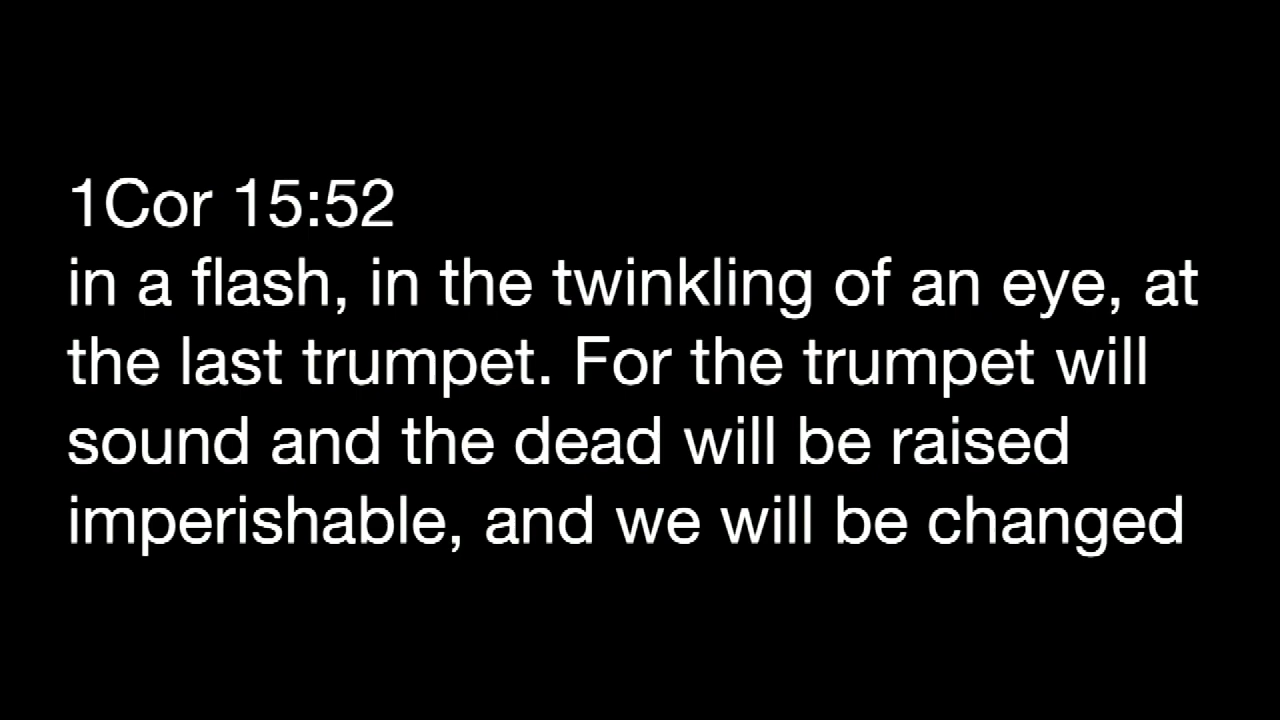 1Cor 15:52
in a flash, in the twinkling of an eye, at
the last trumpet. For the trumpet will
sound and the dead will be raised
imperishable, and we will be changed